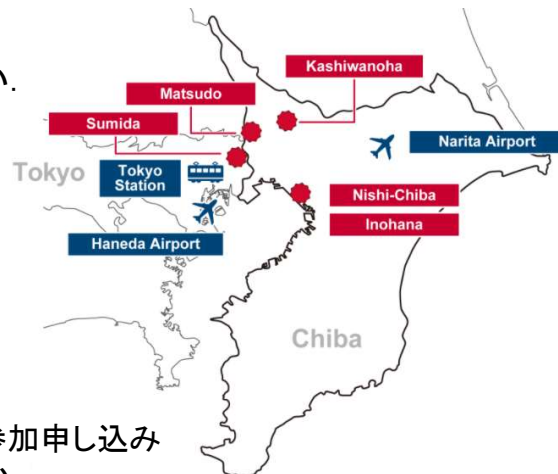 い.
Kashiwanoha
Matsudo
Sumida
Narita Airport
Tokyo
Tokyo
Station
Nishi-Chiba
Haneda Airport
Inohana
Chiba
参加申し込み